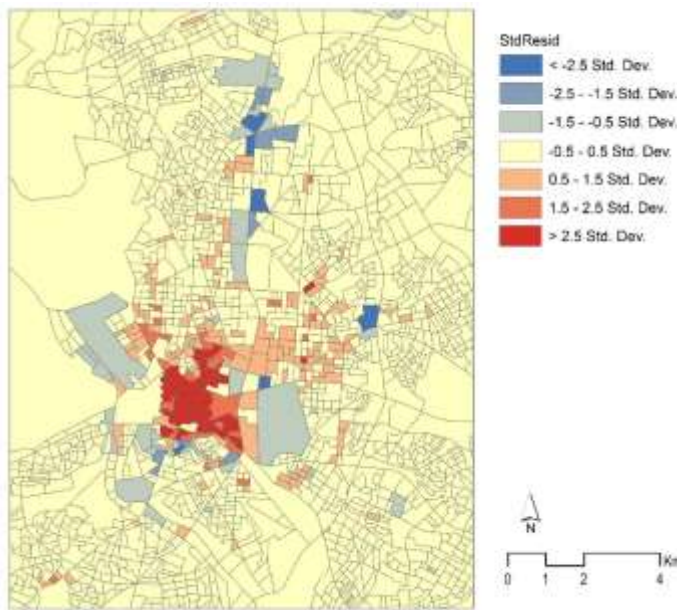 StdResid
< -2.5 Std. Dev.
-2.5 - -1.5 Std. Dev.
-1.5 - -0.5 Std. Dev.
-0.5 - 0.5 Std. Dev.
0.5 - 1.5 Std. Dev.
1.5 - 2.5 Std. Dev.
> 2.5 Std. Dev.
N
Km
0 1 2 4